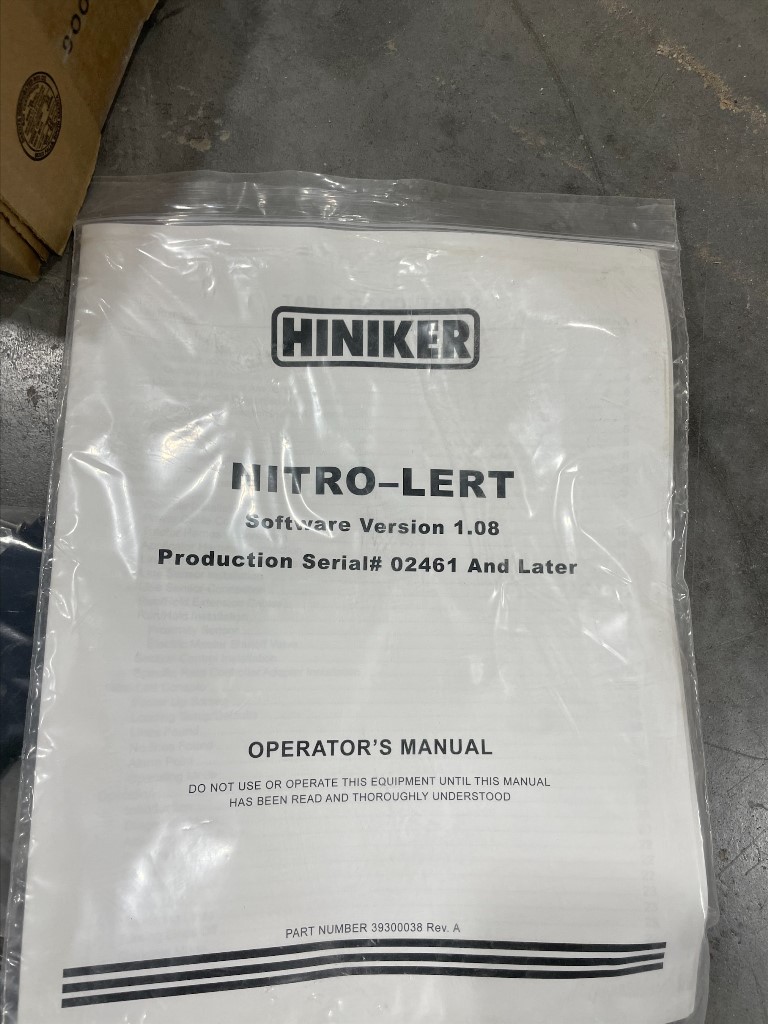 HINIKER
NITRO-LERT
Software Version 1.08
Production Serial# 02461 And Later
OPERATOR'S MANUAL
DO NOT USE OR OPERATE THIS EQUIPMENT UNTIL THIS MANUAL
HAS BEEN READ AND THOROUGHLY UNDERSTOOD
PART NUMBER 39300038 Rev. A